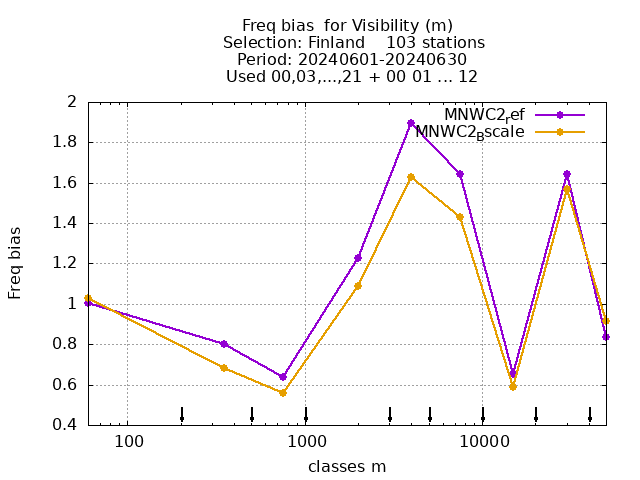 Freq bias  for Visibility (m)
Selection: Finland    103 stations
Period: 20240601-20240630
Used 00,03,...,21 + 00 01 ... 12
MNWC2ref
MNWC2Bscale
2
1.8
1.6
1.4
1.2
1
0.8
0.6
0.4
Freq bias
100
1000
10000
classes m